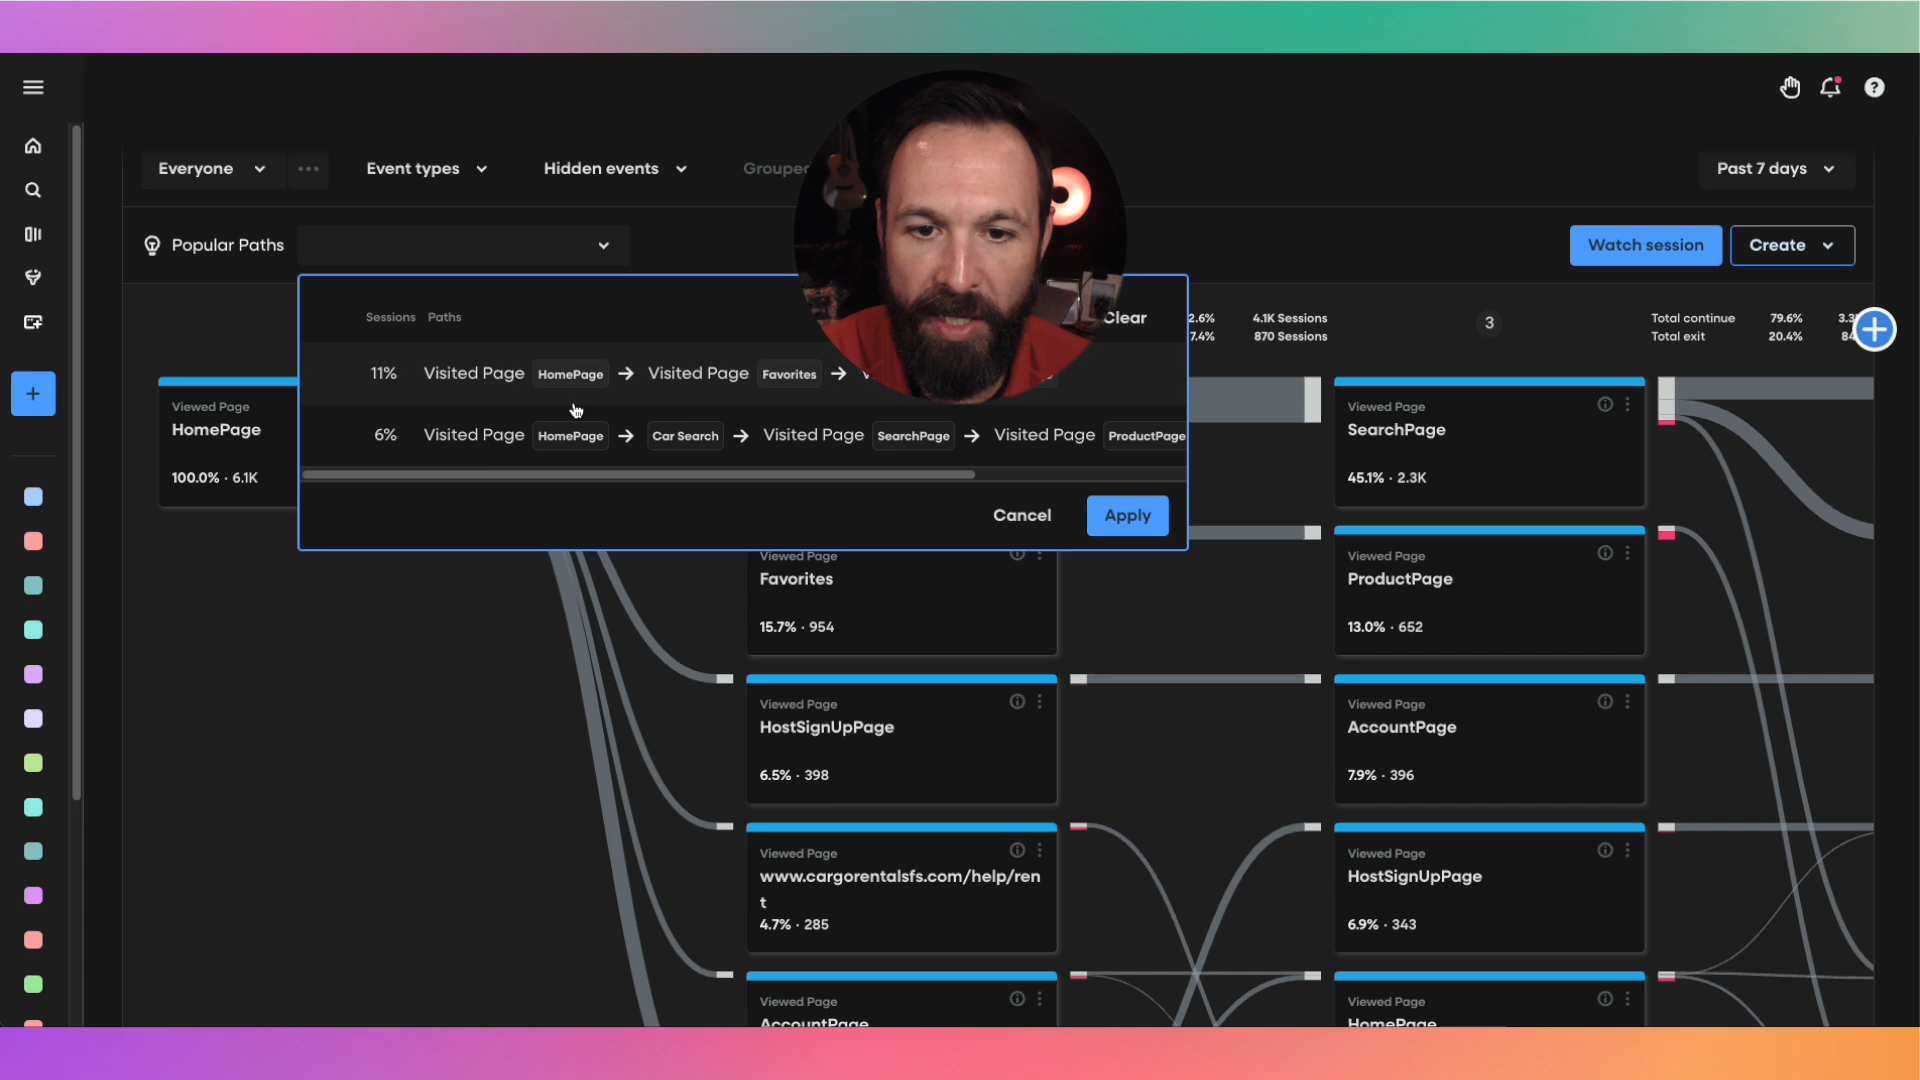 Everyone
Event types
Hidden events
Past 7 days
Popular Paths
Watch session
Create
Sessions Paths
Clear
11% Visited Page HomePage → Visited Page Favorites →
6% Visited Page HomePage → Car Search → Visited Page SearchPage → Visited Page ProductPage
Cancel Apply
2.6% 4.1K Sessions
7.4% 870 Sessions
3
Total continue 79.6%
Total exit 20.4%
Viewed Page
HomePage
100.0% · 6.1K
Viewed Page
Favorites
15.7% · 954
Viewed Page
HostSignUpPage
6.5% · 398
Viewed Page
www.cargorentalsfs.com/help/ren
t
4.7% · 285
Viewed Page
AccountPage
Viewed Page
SearchPage
45.1% · 2.3K
Viewed Page
ProductPage
13.0% · 652
Viewed Page
AccountPage
7.9% · 396
Viewed Page
HostSignUpPage
6.9% · 343
Viewed Page
HomePage